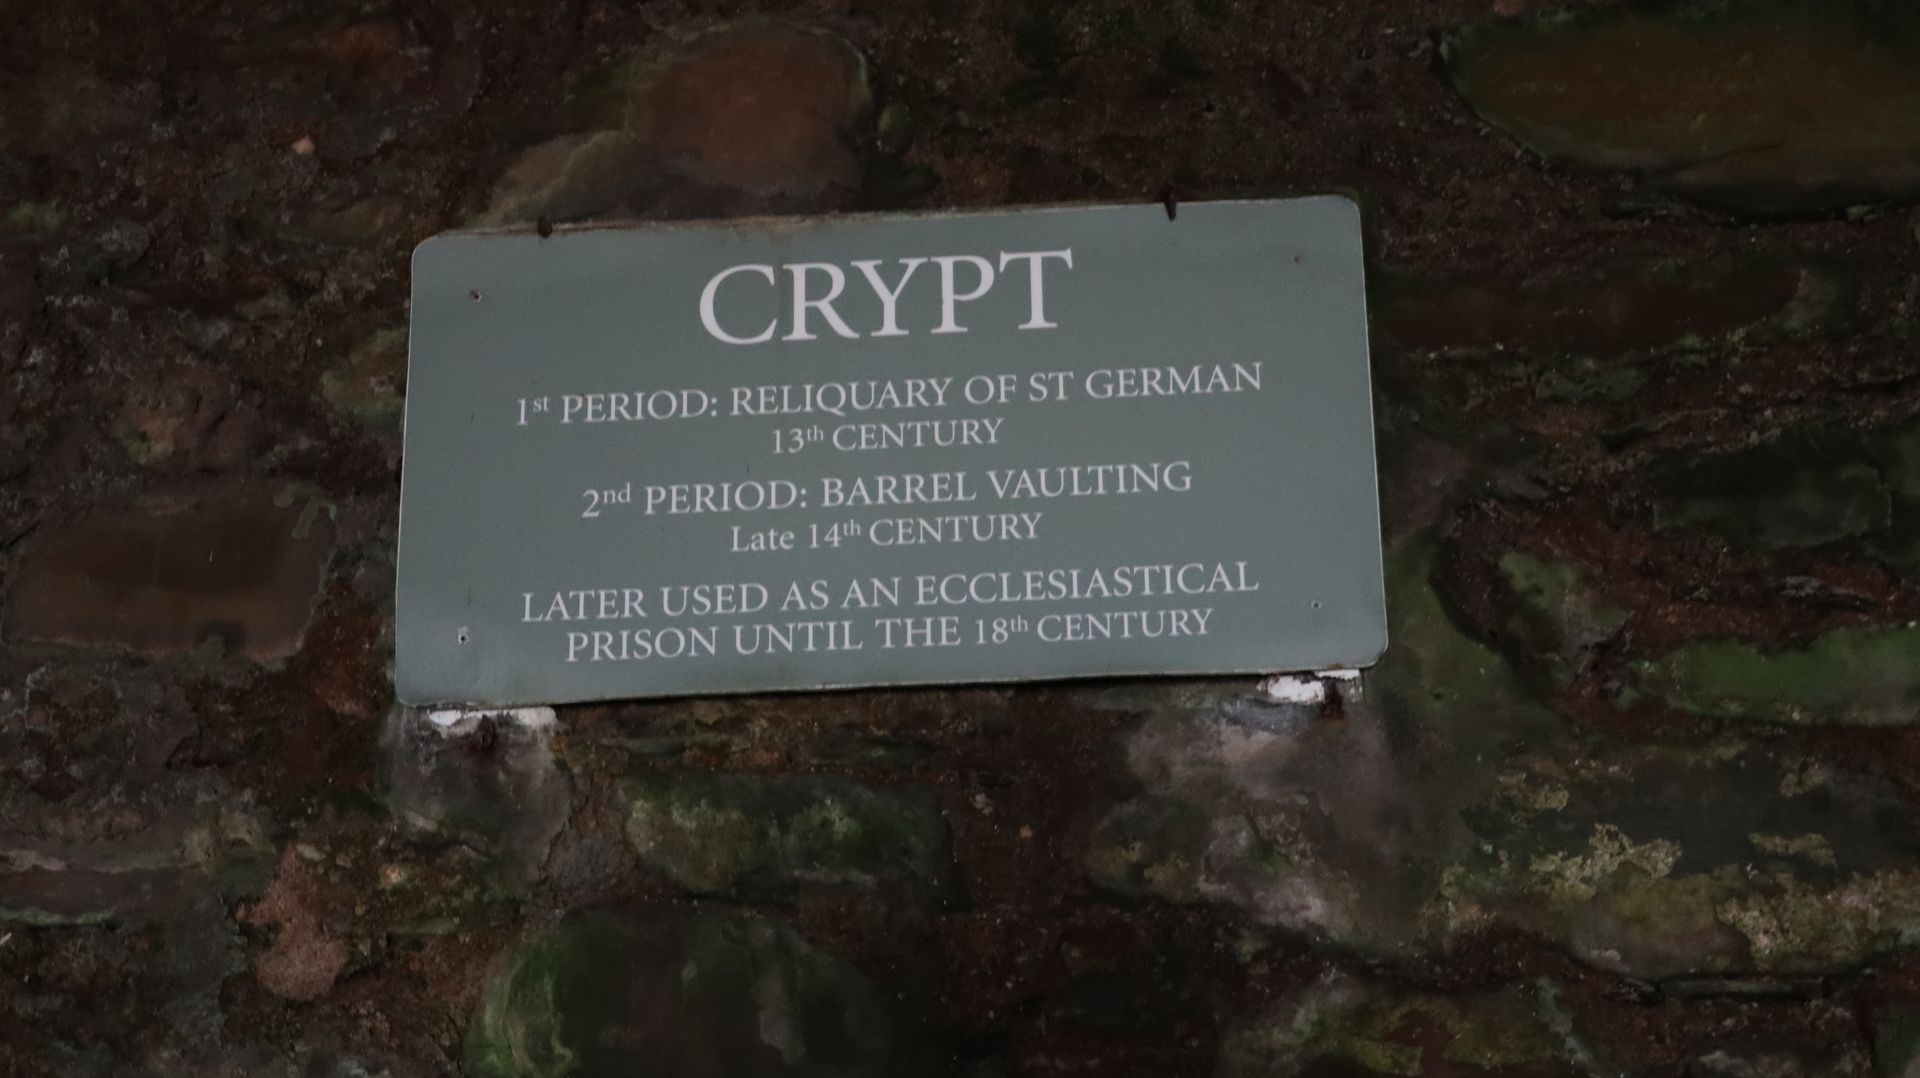 CRYPT
1st PERIOD: RELIQUARY OF ST GERMAN
13th CENTURY
2nd PERIOD: BARREL VAULTING
Late 14th CENTURY
LATER USED AS AN ECCLESIASTICAL
PRISON UNTIL THE 18th CENTURY